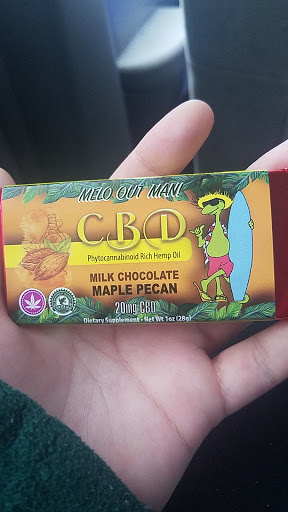 MELO OUT MAN!
CBD
Phytocannabinoid Rich Hemp Oil
MILK CHOCOLATE
MAPLE PECAN
20mg CBD
Dietary Supplement • Net Wt 1oz (28g)